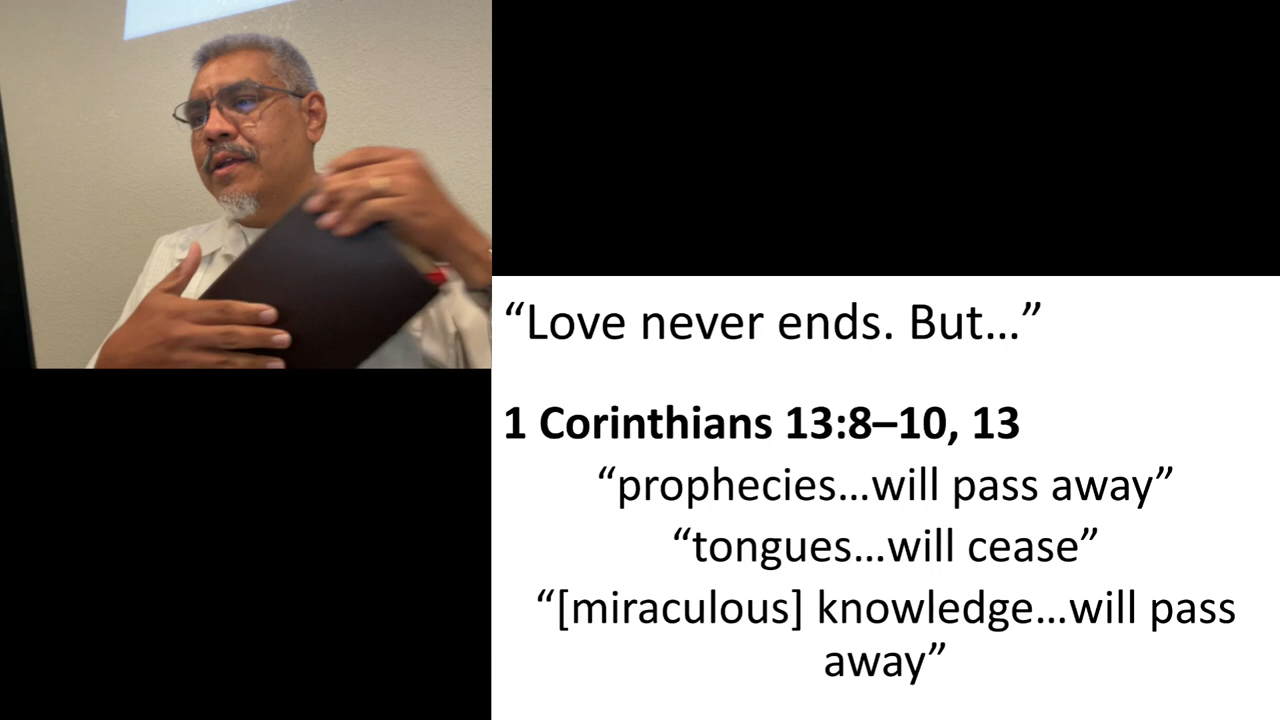 “Love never ends. But…”
1 Corinthians 13:8–10, 13
“prophecies…will pass away”
“tongues…will cease”
“[miraculous] knowledge…will pass
away”